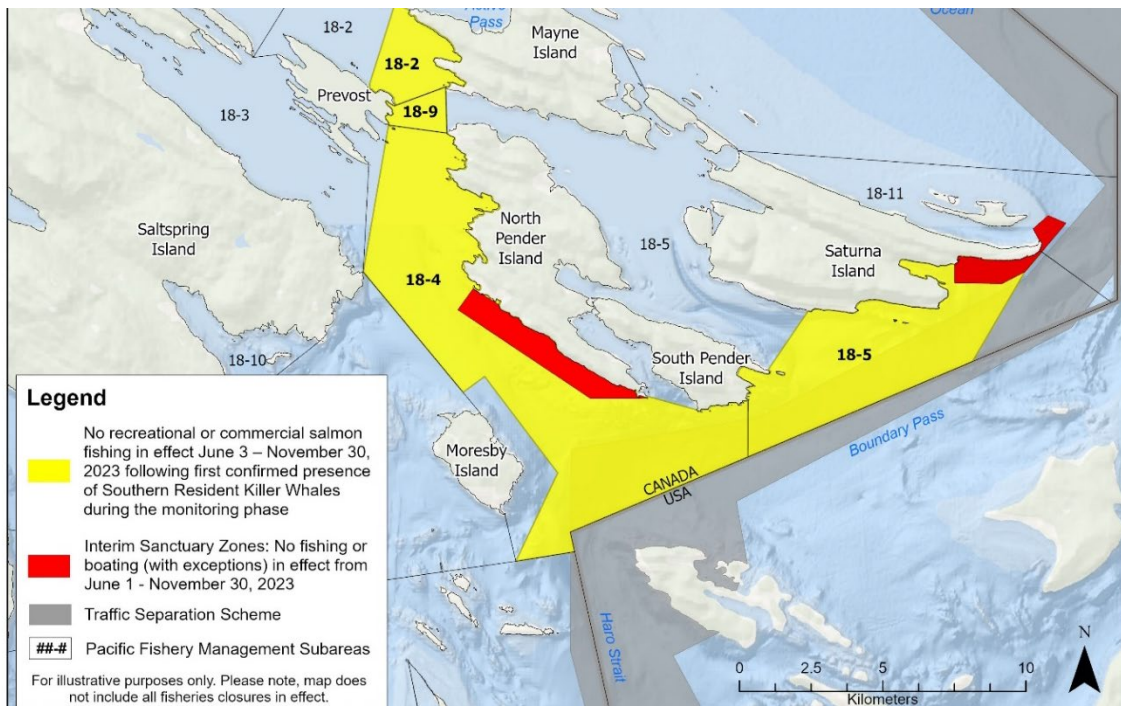 Active
Pass
Ocean
18-2
Mayne
Island
18-2
Prevost
18-9
18-3
18-11
North
Pender
Island
Saltspring
Island
18-5
Saturna
Island
18-4
18-10
South Pender
Island
18-5
Boundary Pass
Moresby
Island
CANADA
USA
Haro Strait
Legend
No recreational or commercial salmon
fishing in effect June 3 – November 30,
2023 following first confirmed presence
of Southern Resident Killer Whales
during the monitoring phase
Interim Sanctuary Zones: No fishing or
boating (with exceptions) in effect from
June 1 - November 30, 2023
Traffic Separation Scheme
##-# Pacific Fishery Management Subareas
For illustrative purposes only. Please note, map does
not include all fisheries closures in effect.
N
0 2.5 5 10
Kilometers